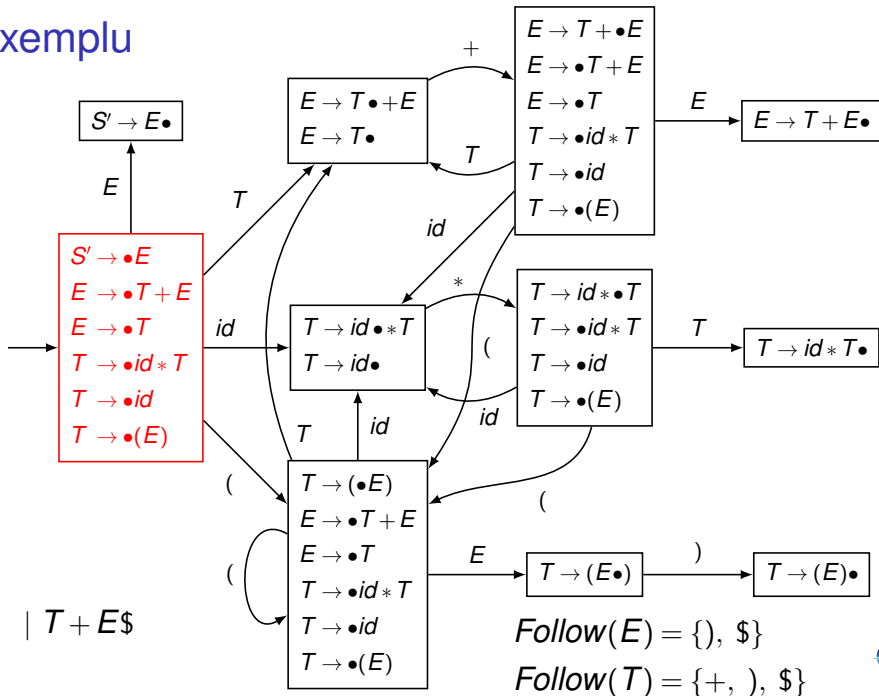 xemplu
S′ → E●
E
S′ → ●E
E → ●T + E
E → ●T
T → ●id ∗ T
T → ●id
T → ●(E)
T
id
(
E → T● + E
E → T●
+
T
E → T + ●E
E → ●T + E
E → ●T
T → ●id ∗ T
T → ●id
T → ●(E)
E
E → T + E●
id
(
T → id● ∗ T
T → id●
∗
id
T → id ∗ ●T
T → ●id ∗ T
T → ●id
T → ●(E)
T
T → id ∗ T●
(
T
id
(
T → (●E)
E → ●T + E
E → ●T
T → ●id ∗ T
T → ●id
T → ●(E)
E
T → (E●)
)
T → (E)●
| T + E$
Follow(E) = {), $}
Follow(T) = {+, ), $}